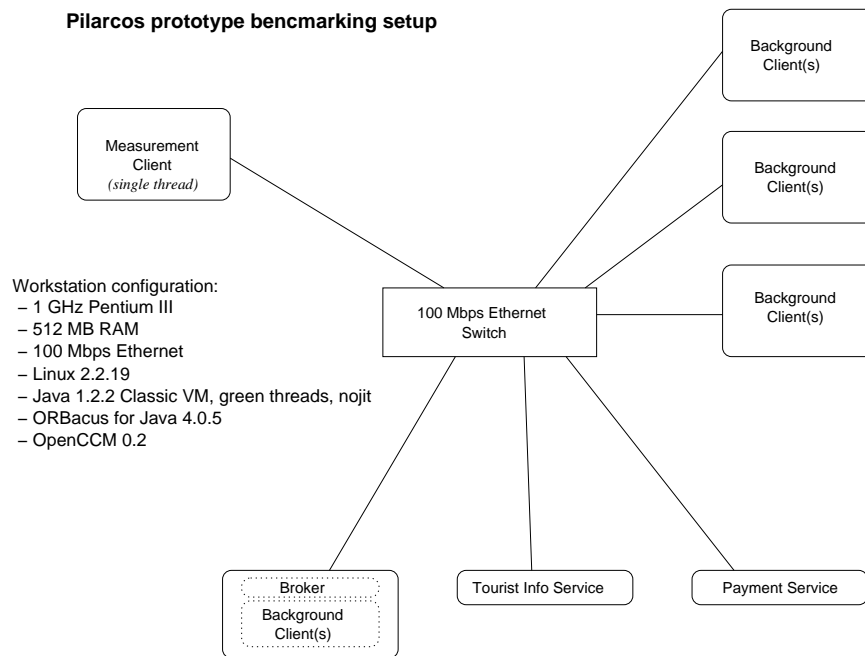 Pilarcos prototype bencmarking setup
Background
Client(s)
Measurement
Client
(single thread)
Background
Client(s)
Background
Client(s)
Workstation configuration:
– 1 GHz Pentium III
– 512 MB RAM
– 100 Mbps Ethernet
– Linux 2.2.19
– Java 1.2.2 Classic VM, green threads, nojit
– ORBacus for Java 4.0.5
– OpenCCM 0.2
100 Mbps Ethernet
Switch
Broker
Background
Client(s)
Tourist Info Service
Payment Service